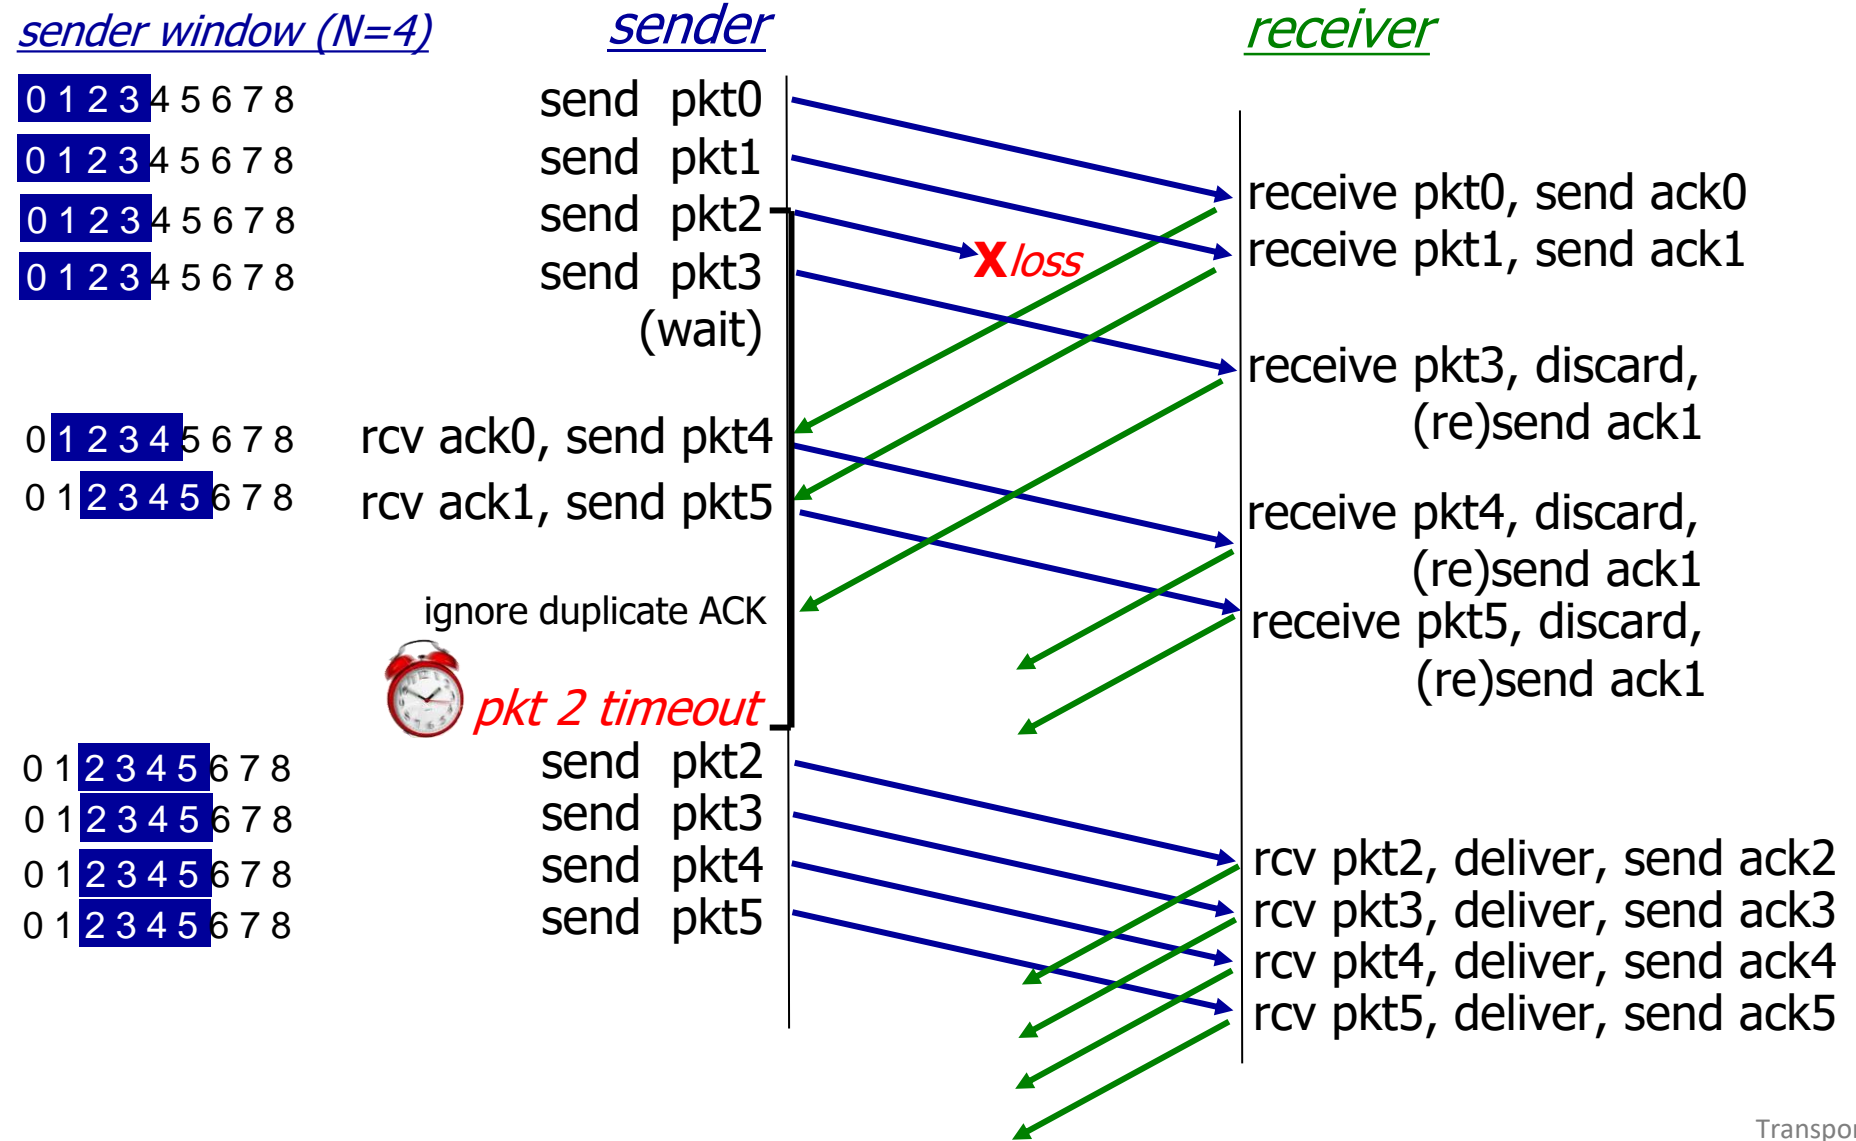 sender window (N=4) sender receiver
0 1 2 3 4 5 6 7 8 send pkt0
0 1 2 3 4 5 6 7 8 send pkt1
receive pkt0, send ack0
0 1 2 3 4 5 6 7 8 send pkt2
X loss
receive pkt1, send ack1
0 1 2 3 4 5 6 7 8 send pkt3
(wait)
receive pkt3, discard,
(re)send ack1
0 1 2 3 4 5 6 7 8 rcv ack0, send pkt4
0 1 2 3 4 5 6 7 8 rcv ack1, send pkt5
receive pkt4, discard,
(re)send ack1
ignore duplicate ACK
receive pkt5, discard,
(re)send ack1
pkt 2 timeout
0 1 2 3 4 5 6 7 8 send pkt2
0 1 2 3 4 5 6 7 8 send pkt3
0 1 2 3 4 5 6 7 8 send pkt4
0 1 2 3 4 5 6 7 8 send pkt5
rcv pkt2, deliver, send ack2
rcv pkt3, deliver, send ack3
rcv pkt4, deliver, send ack4
rcv pkt5, deliver, send ack5